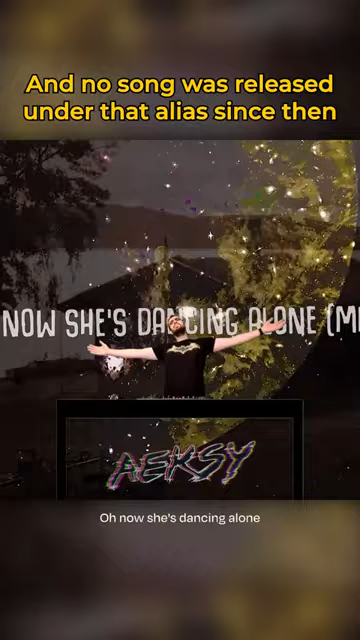 And no song was released
under that alias since then
NOW SHE'S DANCING ALONE (M
AEKSY
Oh now she's dancing alone